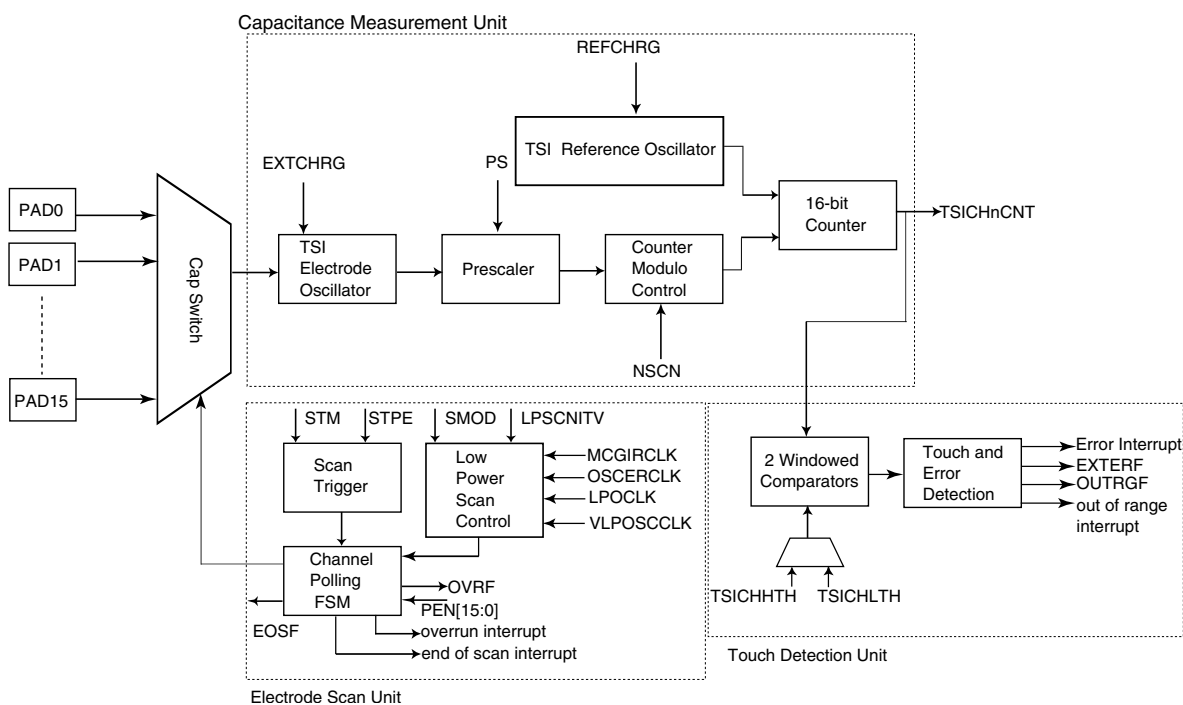 Capacitance Measurement Unit
REFCHRG
TSI Reference Oscillator
EXTCHRG
PS
PAD0
PAD1
PAD15
Cap Switch
TSI
Electrode
Oscillator
Prescaler
Counter
Modulo
Control
16-bit
Counter
TSICHnCNT
NSCN
STM
STPE
SMOD
LPSCNITV
Scan
Trigger
Low
Power
Scan
Control
MCGIRCLK
OSCERCLK
LPOCLK
VLPOSCCLK
Channel
Polling
FSM
OVRF
PEN[15:0]
EOSF
overrun interrupt
end of scan interrupt
Electrode Scan Unit
2 Windowed
Comparators
Touch and
Error
Detection
Error Interrupt
EXTERF
OUTRGF
out of range
interrupt
TSICHHTH
TSICHLTH
Touch Detection Unit